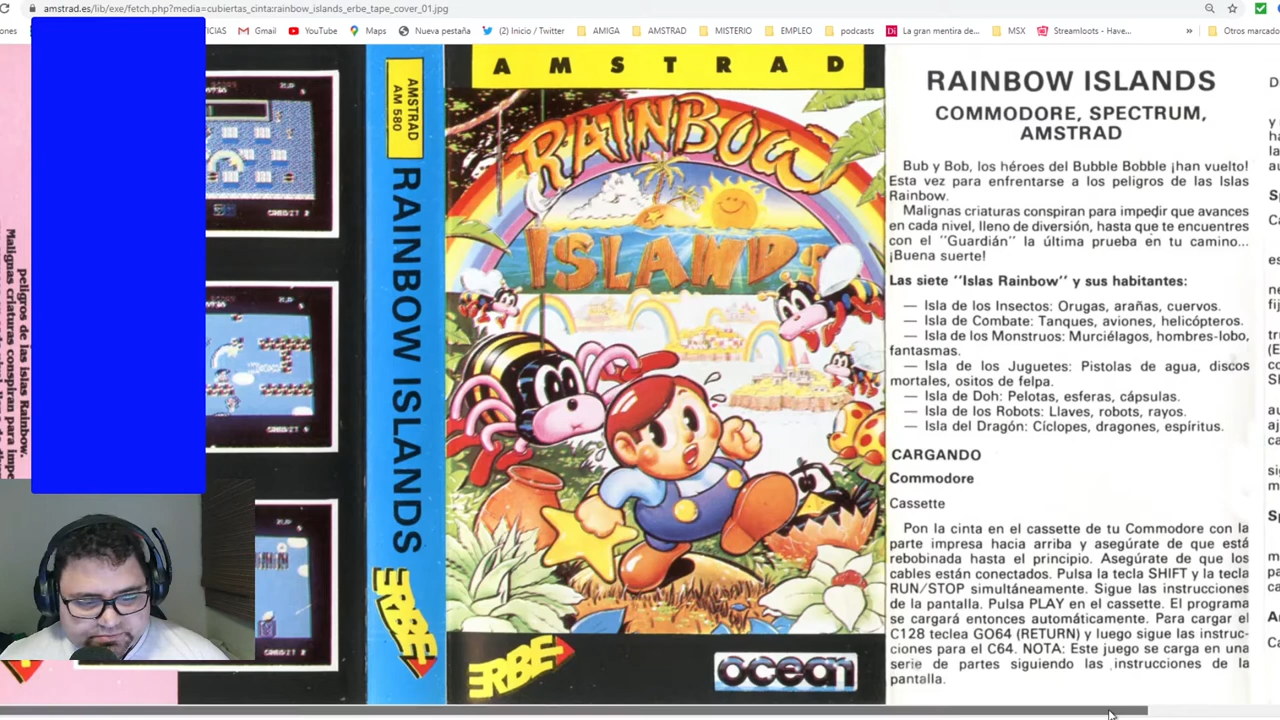 amstrad.es/lib/exe/fetch.php?media=cubiertas_cinta:rainbow_islands_erbe_tape_cover_01.jpg
ones
ICIAS
Gmail
YouTube
Maps
Nueva pestaña
(2) Inicio / Twitter
AMIGA
AMSTRAD
MISTERIO
EMPLEO
podcasts
La gran mentira de...
MSX
Streamloots — Have...
»
Otros marcado
peligros de las islas Rainbow.
Malignas criaturas conspiran para impe
CREDIT 2
AMSTRAD
AM 580
RAINBOW ISLANDS
ERBE
AMSTRAD
RAINBOW
ISLANDS
ERBE
ocean
RAINBOW ISLANDS
COMMODORE, SPECTRUM,
AMSTRAD
Bub y Bob, los héroes del Bubble Bobble ¡han vuelto!
Esta vez para enfrentarse a los peligros de las Islas
Rainbow.
Malignas criaturas conspiran para impedir que avances
en cada nivel, lleno de diversión, hasta que te encuentres
con el "Guardián" la última prueba en tu camino...
¡Buena suerte!
Las siete "Islas Rainbow" y sus habitantes:
— Isla de los Insectos: Orugas, arañas, cuervos.
— Isla de Combate: Tanques, aviones, helicópteros.
— Isla de los Monstruos: Murciélagos, hombres-lobo,
fantasmas.
— Isla de los Juguetes: Pistolas de agua, discos
mortales, ositos de felpa.
— Isla de Doh: Pelotas, esferas, cápsulas.
— Isla de los Robots: Llaves, robots, rayos.
— Isla del Dragón: Cíclopes, dragones, espíritus.
CARGANDO
Commodore
Cassette
Pon la cinta en el cassette de tu Commodore con la
parte impresa hacia arriba y asegúrate de que está
rebobinada hasta el principio. Asegúrate de que los
cables están conectados. Pulsa la tecla SHIFT y la tecla
RUN/STOP simultáneamente. Sigue las instrucciones
de la pantalla. Pulsa PLAY en el cassette. El programa
se cargará entonces automáticamente. Para cargar el
C128 teclea GO64 (RETURN) y luego sigue las instruc-
ciones para el C64. NOTA: Este juego se carga en una
serie de partes siguiendo las instrucciones de la
pantalla.